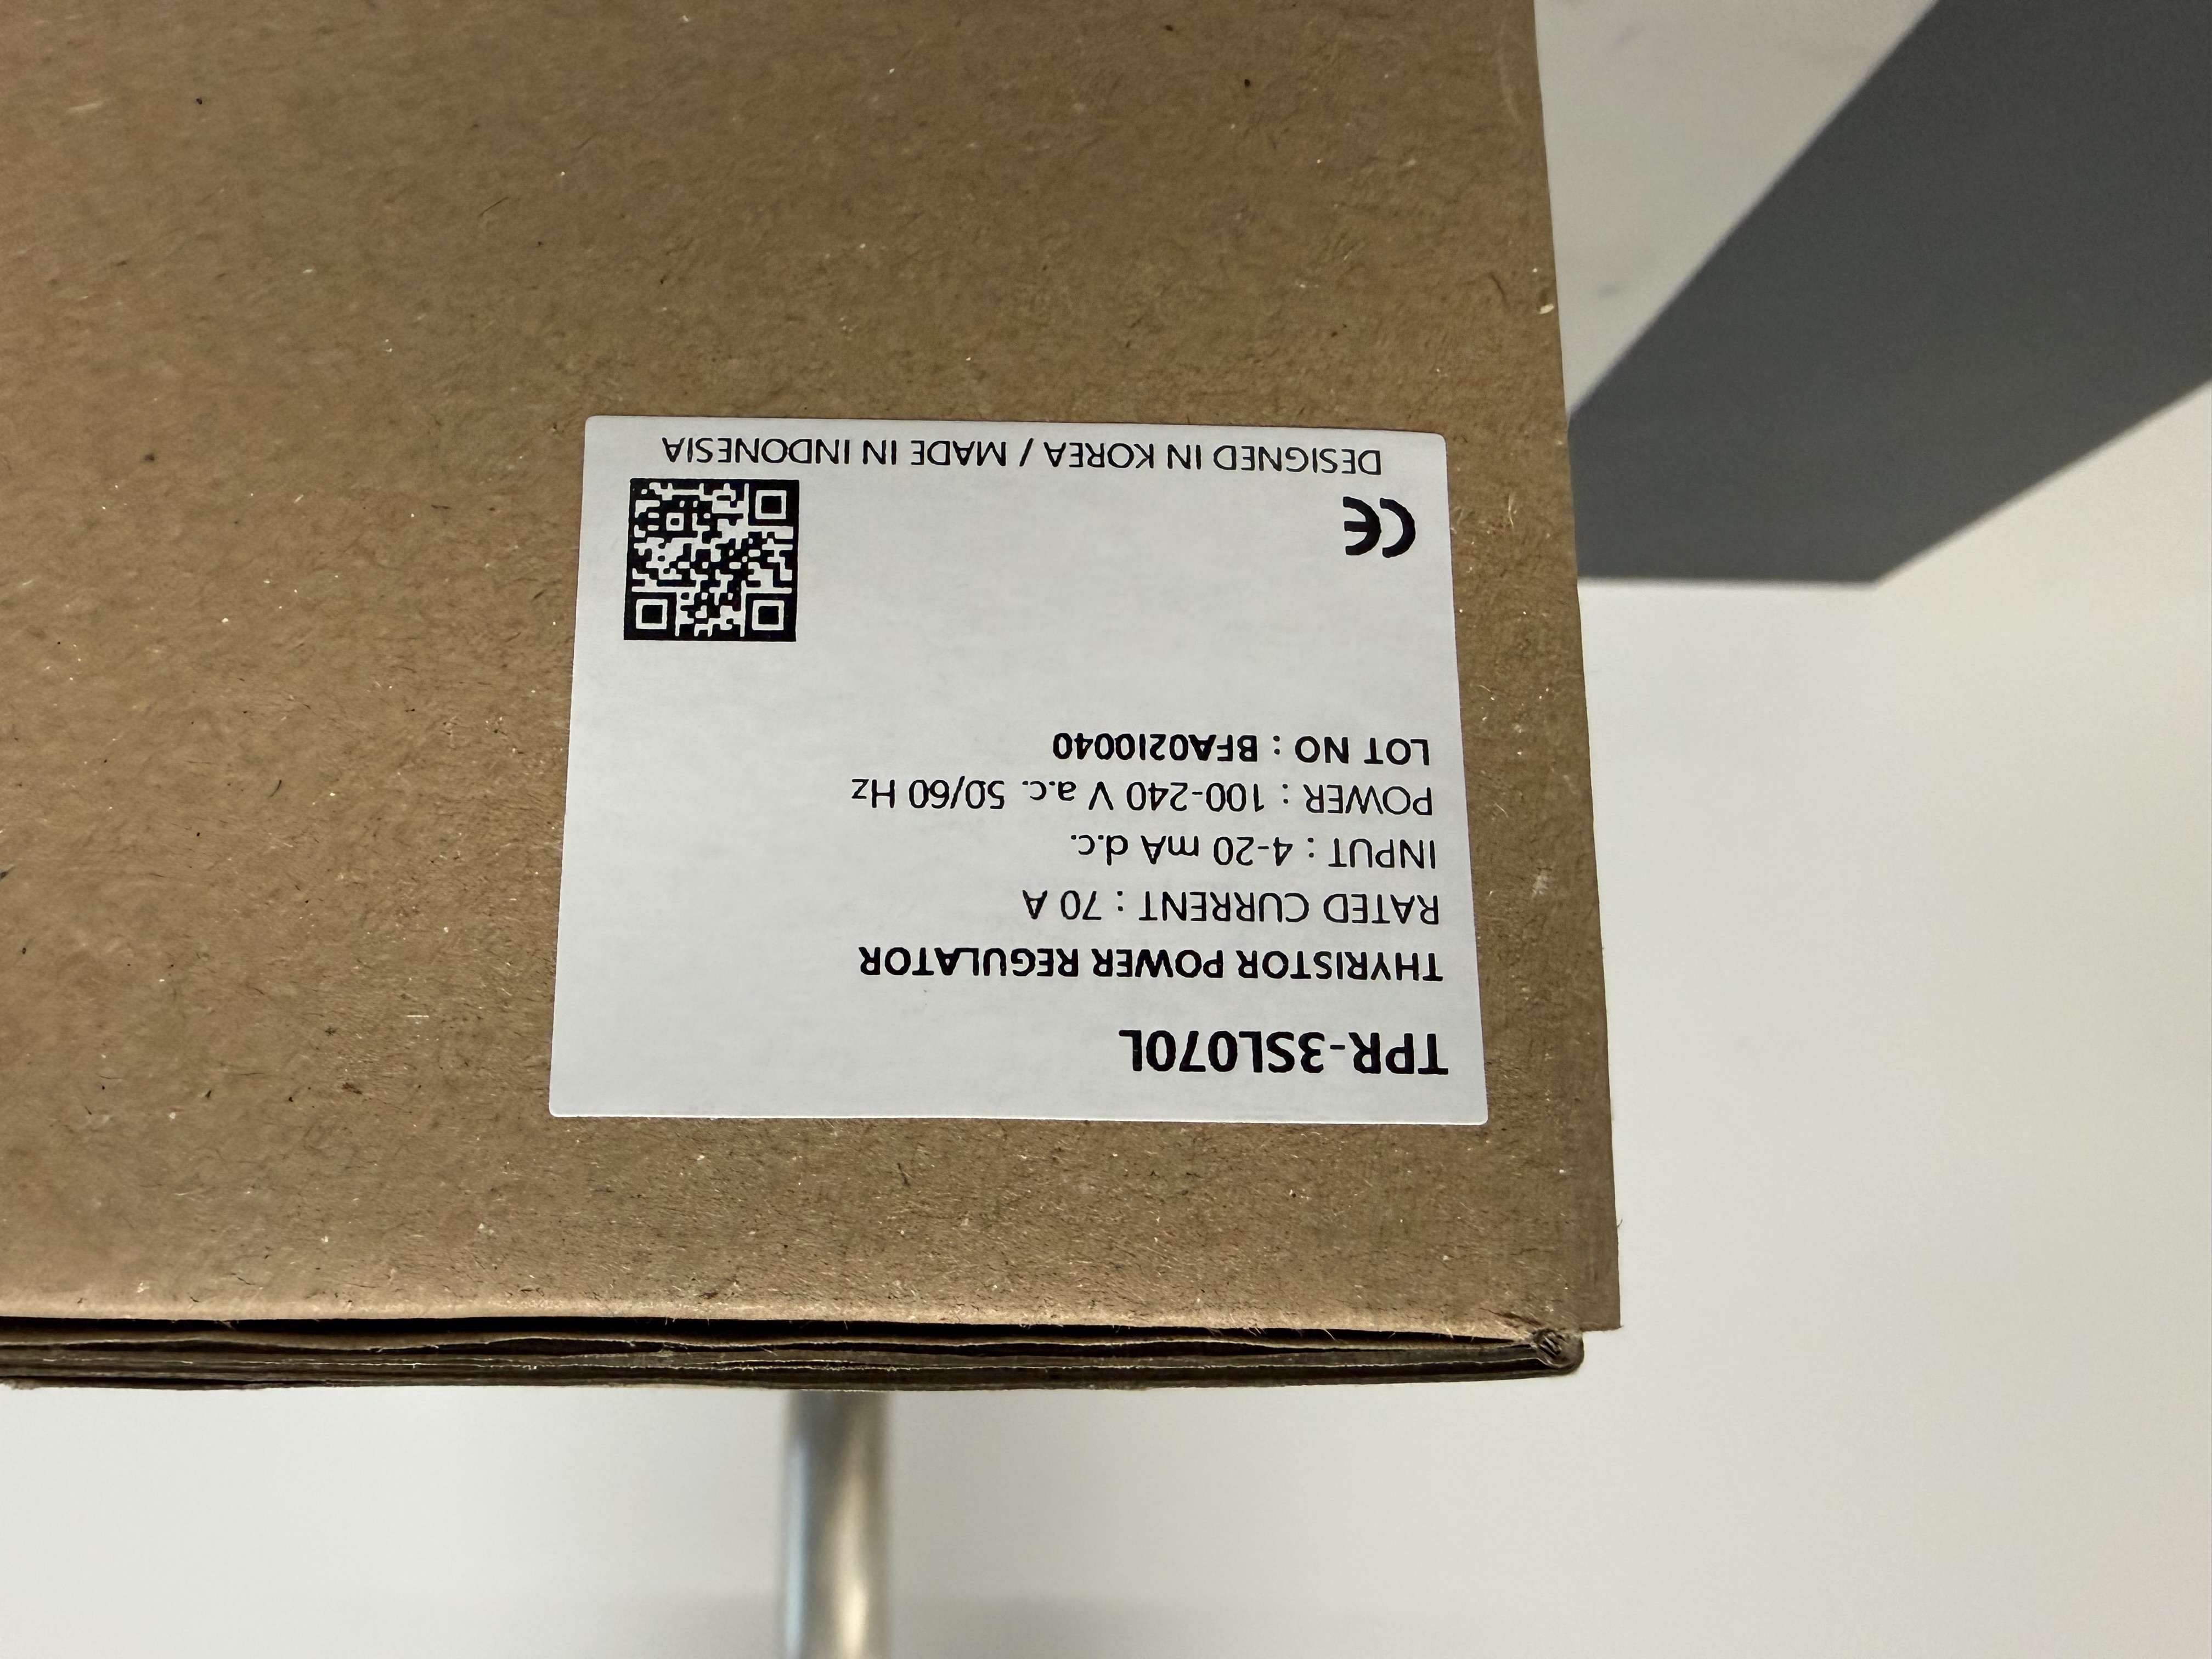 TPR-3SL070L
THYRISTOR POWER REGULATOR
RATED CURRENT : 70 A
INPUT : 4-20 mA d.c.
POWER : 100-240 V a.c. 50/60 Hz
LOT NO : BFA02I0040
CE
DESIGNED IN KOREA / MADE IN INDONESIA